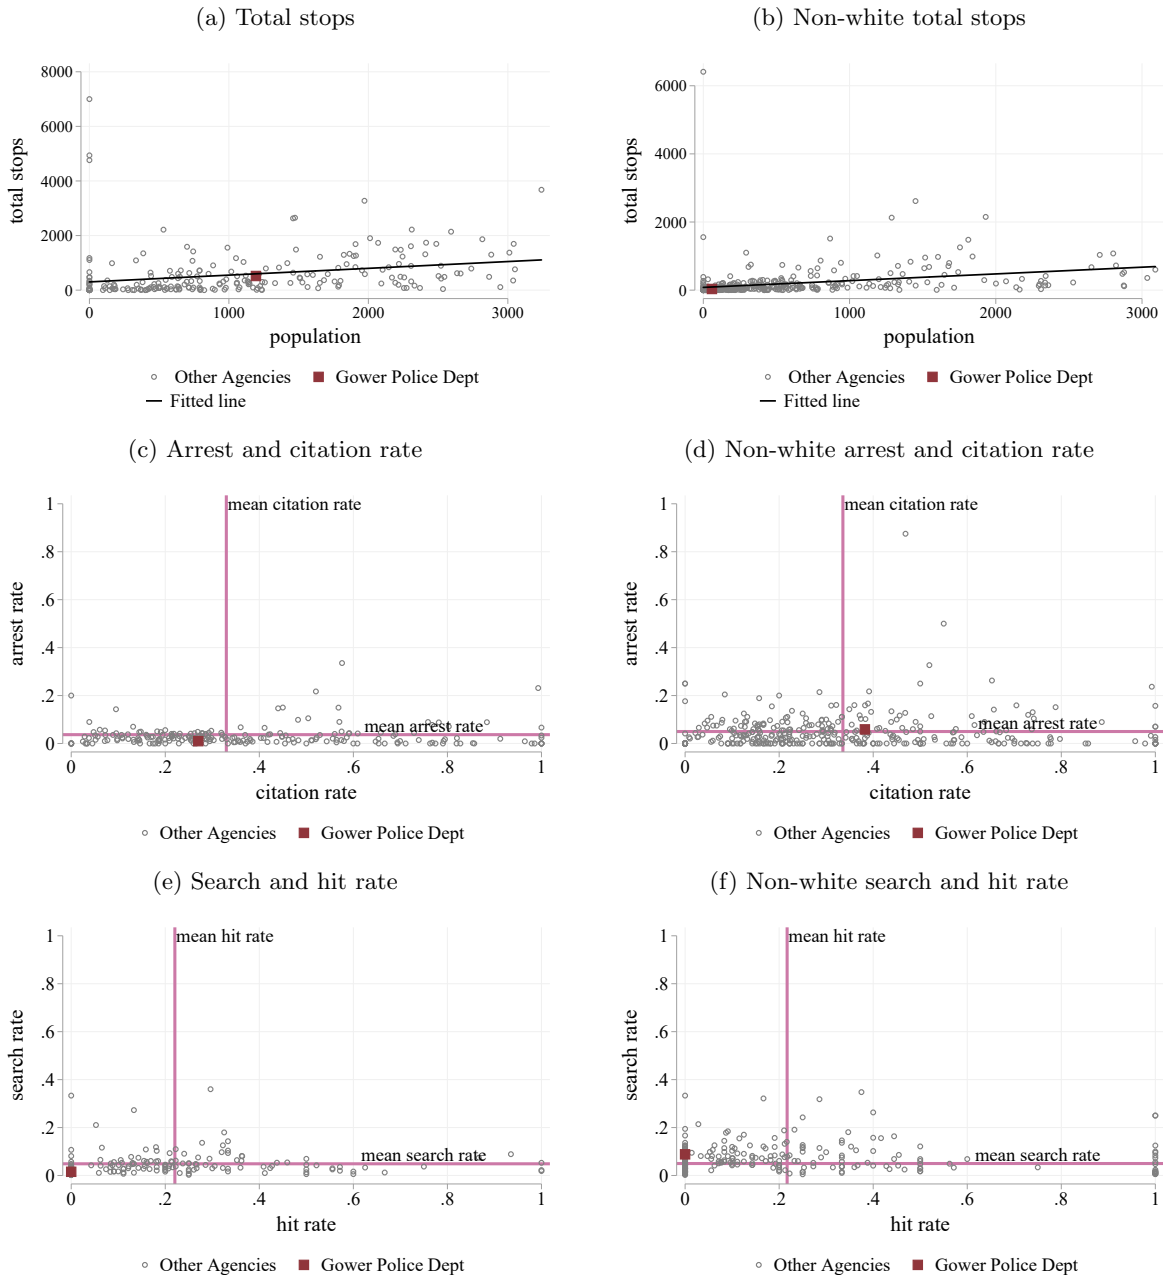 (a) Total stops
(b) Non-white total stops
8000
6000
4000
2000
0
total stops
0 1000 2000 3000
population
6000
4000
2000
0
total stops
0 1000 2000 3000
population
Other Agencies Gower Police Dept
Fitted line
Other Agencies Gower Police Dept
Fitted line
(c) Arrest and citation rate
(d) Non-white arrest and citation rate
1
.8
.6
.4
.2
0
arrest rate
mean citation rate
mean arrest rate
0 .2 .4 .6 .8 1
citation rate
1
.8
.6
.4
.2
0
arrest rate
mean citation rate
mean arrest rate
0 .2 .4 .6 .8 1
citation rate
Other Agencies Gower Police Dept
Other Agencies Gower Police Dept
(e) Search and hit rate
(f) Non-white search and hit rate
1
.8
.6
.4
.2
0
search rate
mean hit rate
mean search rate
0 .2 .4 .6 .8 1
hit rate
1
.8
.6
.4
.2
0
search rate
mean hit rate
mean search rate
0 .2 .4 .6 .8 1
hit rate
Other Agencies Gower Police Dept
Other Agencies Gower Police Dept